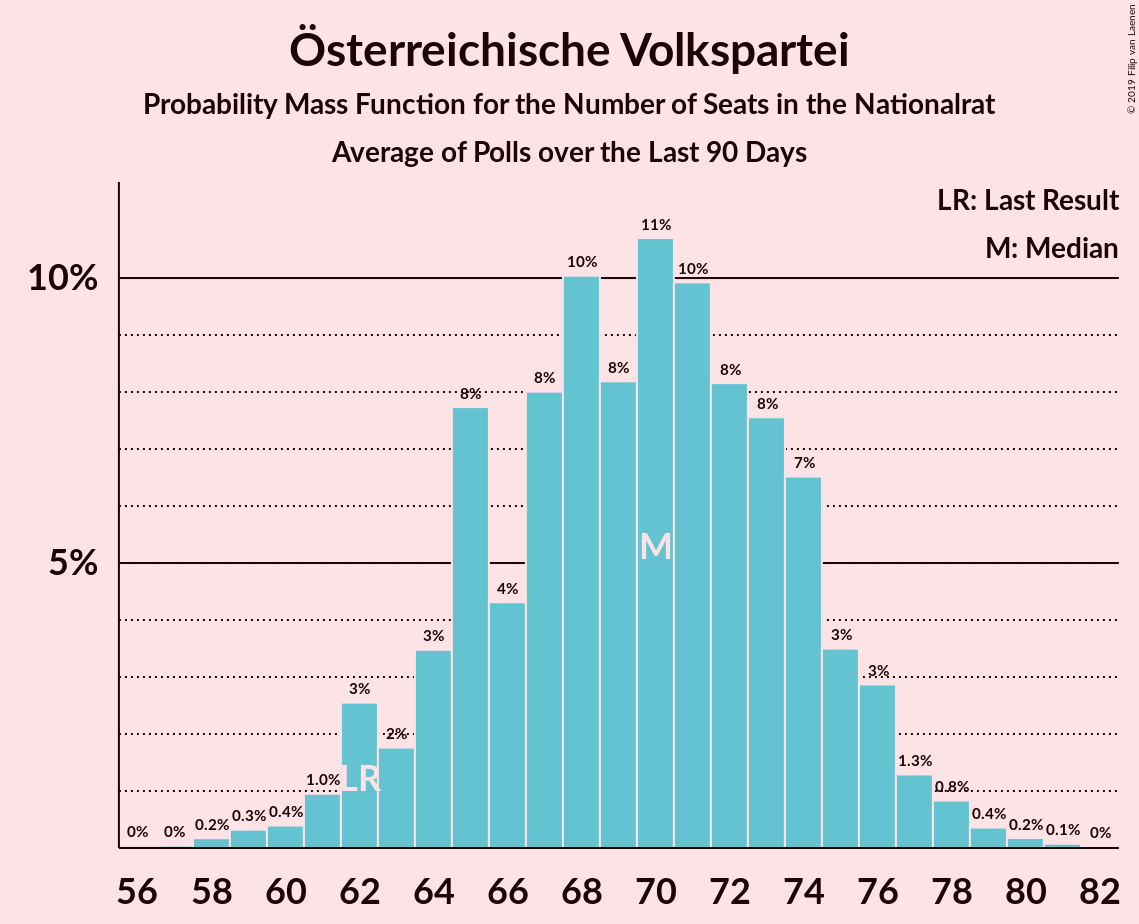 Österreichische Volkspartei
Probability Mass Function for the Number of Seats in the Nationalrat
Average of Polls over the Last 90 Days
© 2019 Filip van Laenen
LR: Last Result
M: Median
10%
5%
0% 0% 0.2% 0.3% 0.4% 1.0% 3% 2% 3% 8% 4% 8% 10% 8% 11% 10% 8% 8% 7% 3% 3% 1.3% 0.8% 0.4% 0.2% 0.1% 0%
M
LR
56 58 60 62 64 66 68 70 72 74 76 78 80 82